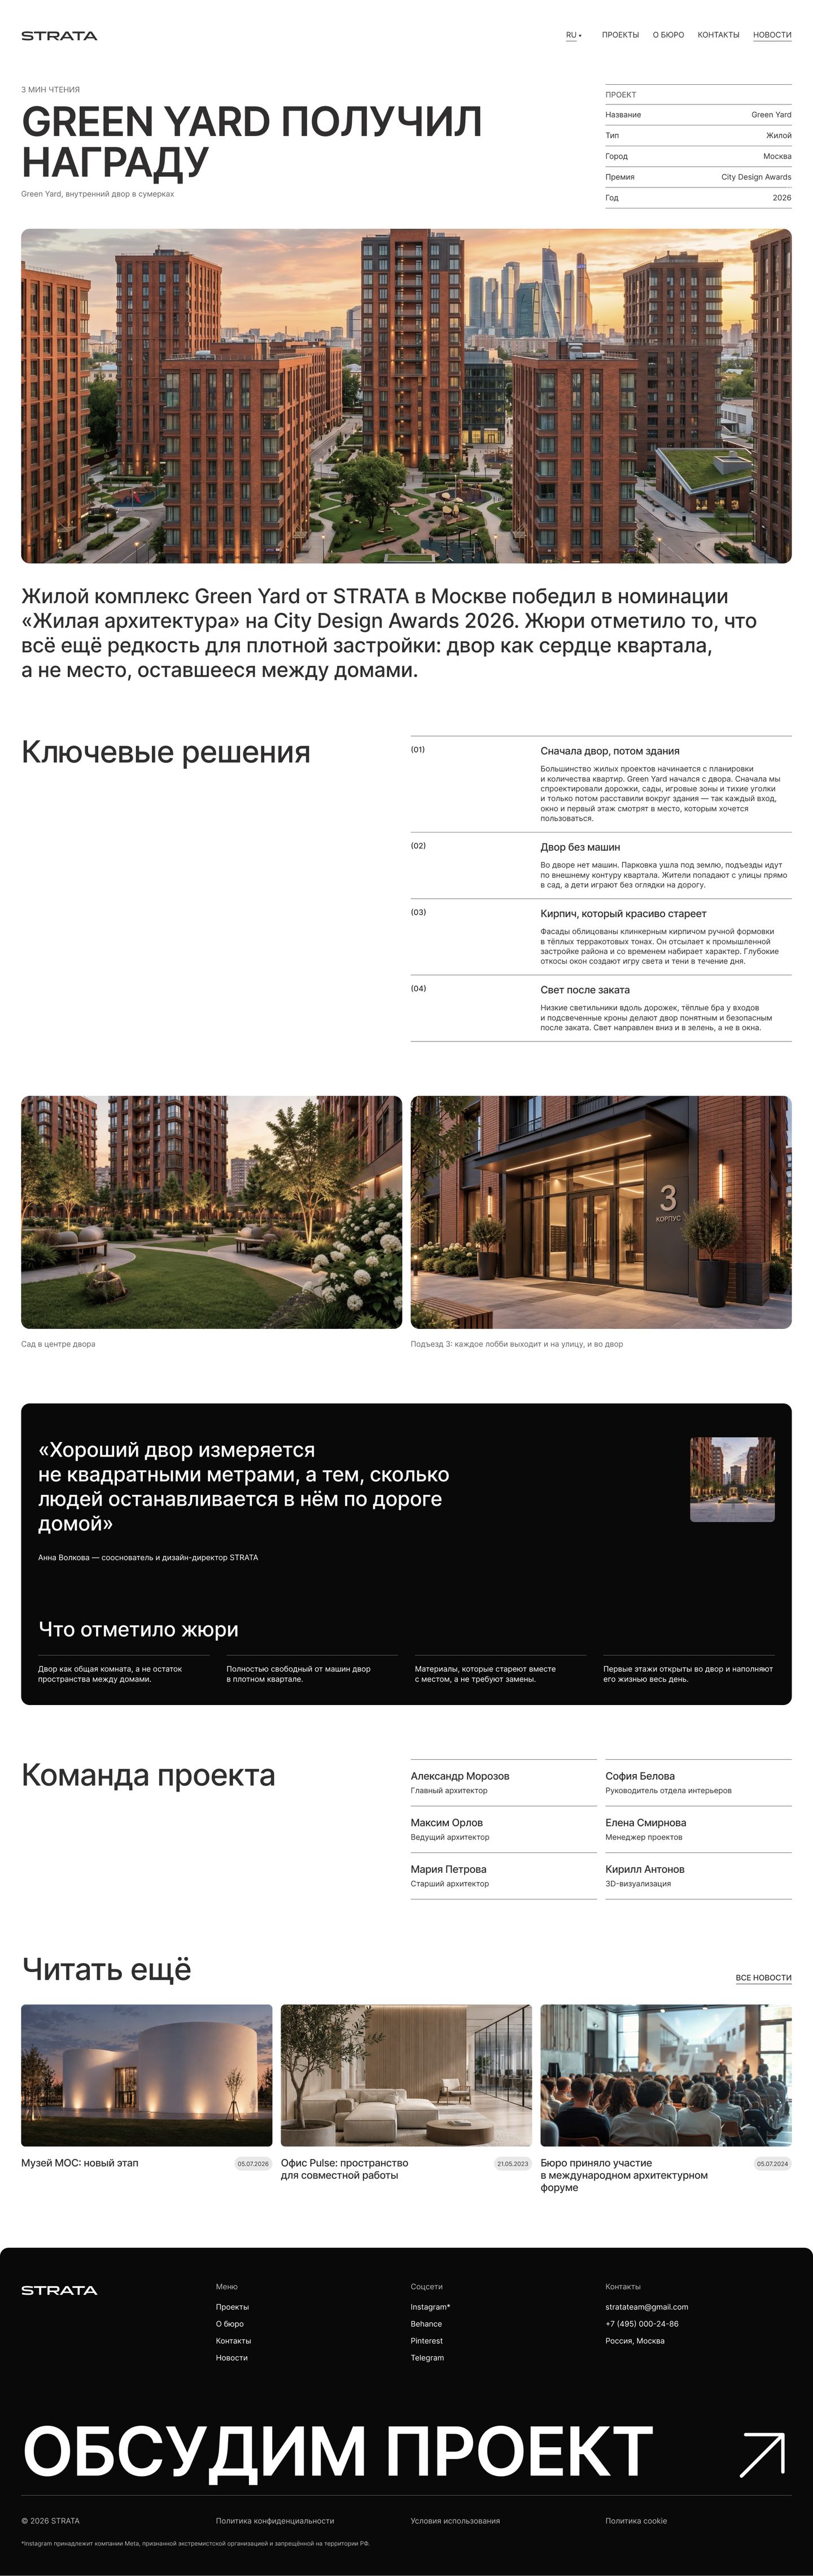 STRATA
RU
ПРОЕКТЫ
О БЮРО
КОНТАКТЫ
НОВОСТИ
3 МИН ЧТЕНИЯ
GREEN YARD ПОЛУЧИЛ
НАГРАДУ
Green Yard, внутренний двор в сумерках
ПРОЕКТ
Название Green Yard
Тип Жилой
Город Москва
Премия City Design Awards
Год 2026
Жилой комплекс Green Yard от STRATA в Москве победил в номинации
«Жилая архитектура» на City Design Awards 2026. Жюри отметило то, что
всё ещё редкость для плотной застройки: двор как сердце квартала,
а не место, оставшееся между домами.
Ключевые решения
(01)
Сначала двор, потом здания
Большинство жилых проектов начинается с планировки
и количества квартир. Green Yard начался с двора. Сначала мы
спроектировали дорожки, сады, игровые зоны и тихие уголки
и только потом расставили вокруг здания — так каждый вход,
окно и первый этаж смотрят в место, которым хочется
пользоваться.
(02)
Двор без машин
Во дворе нет машин. Парковка ушла под землю, подъезды идут
по внешнему контуру квартала. Жители попадают с улицы прямо
в сад, а дети играют без оглядки на дорогу.
(03)
Кирпич, который красиво стареет
Фасады облицованы клинкерным кирпичом ручной формовки
в тёплых терракотовых тонах. Он отсылает к промышленной
застройке района и со временем набирает характер. Глубокие
откосы окон создают игру света и тени в течение дня.
(04)
Свет после заката
Низкие светильники вдоль дорожек, тёплые бра у входов
и подсвеченные кроны делают двор понятным и безопасным
после заката. Свет направлен вниз и в зелень, а не в окна.
3
КОРПУС
Сад в центре двора
Подъезд 3: каждое лобби выходит и на улицу, и во двор
«Хороший двор измеряется
не квадратными метрами, а тем, сколько
людей останавливается в нём по дороге
домой»
Анна Волкова — сооснователь и дизайн-директор STRATA
Что отметило жюри
Двор как общая комната, а не остаток
пространства между домами.
Полностью свободный от машин двор
в плотном квартале.
Материалы, которые стареют вместе
с местом, а не требуют замены.
Первые этажи открыты во двор и наполняют
его жизнью весь день.
Команда проекта
Александр Морозов
Главный архитектор
София Белова
Руководитель отдела интерьеров
Максим Орлов
Ведущий архитектор
Елена Смирнова
Менеджер проектов
Мария Петрова
Старший архитектор
Кирилл Антонов
3D-визуализация
Читать ещё
ВСЕ НОВОСТИ
Музей МОС: новый этап
05.07.2026
Офис Pulse: пространство
для совместной работы
21.05.2023
Бюро приняло участие
в международном архитектурном
форуме
05.07.2024
STRATA
Меню
Проекты
О бюро
Контакты
Новости
Соцсети
Instagram*
Behance
Pinterest
Telegram
Контакты
stratateam@gmail.com
+7 (495) 000-24-86
Россия, Москва
ОБСУДИМ ПРОЕКТ
© 2026 STRATA
Политика конфиденциальности
Условия использования
Политика cookie
*Instagram принадлежит компании Meta, признанной экстремистской организацией и запрещённой на территории РФ.